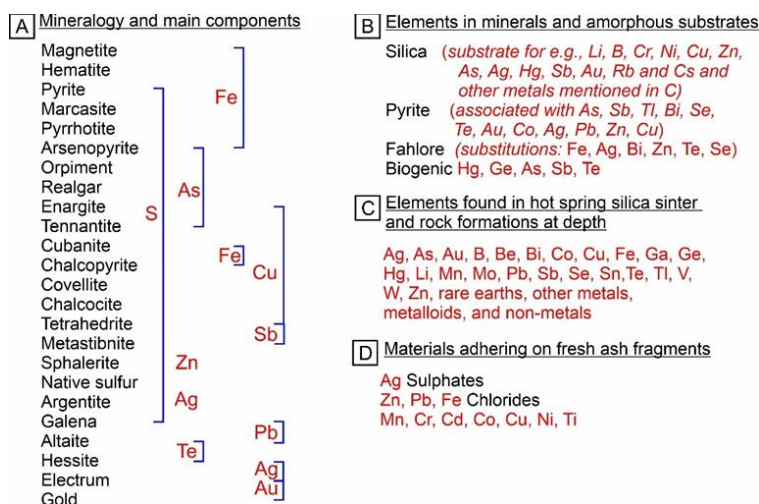 A Mineralogy and main components
Magnetite
Hematite
Pyrite
Marcasite
Pyrrhotite
Arsenopyrite
Orpiment
Realgar
Enargite
Tennantite
Cubanite
Chalcopyrite
Covellite
Chalcocite
Tetrahedrite
Metastibnite
Sphalerite
Native sulfur
Argentite
Galena
Altaite
Hessite
Electrum
Gold
S
As
Zn
Ag
Te
Fe
Fe
Cu
Sb
Pb
Ag
Au
B Elements in minerals and amorphous substrates
Silica (substrate for e.g., Li, B, Cr, Ni, Cu, Zn,
As, Ag, Hg, Sb, Au, Rb and Cs and
other metals mentioned in C)
Pyrite (associated with As, Sb, Tl, Bi, Se,
Te, Au, Co, Ag, Pb, Zn, Cu)
Fahlore (substitutions: Fe, Ag, Bi, Zn, Te, Se)
Biogenic Hg, Ge, As, Sb, Te
C Elements found in hot spring silica sinter
and rock formations at depth
Ag, As, Au, B, Be, Bi, Co, Cu, Fe, Ga, Ge,
Hg, Li, Mn, Mo, Pb, Sb, Se, Sn,Te, Tl, V,
W, Zn, rare earths, other metals,
metalloids, and non-metals
D Materials adhering on fresh ash fragments
Ag Sulphates
Zn, Pb, Fe Chlorides
Mn, Cr, Cd, Co, Cu, Ni, Ti